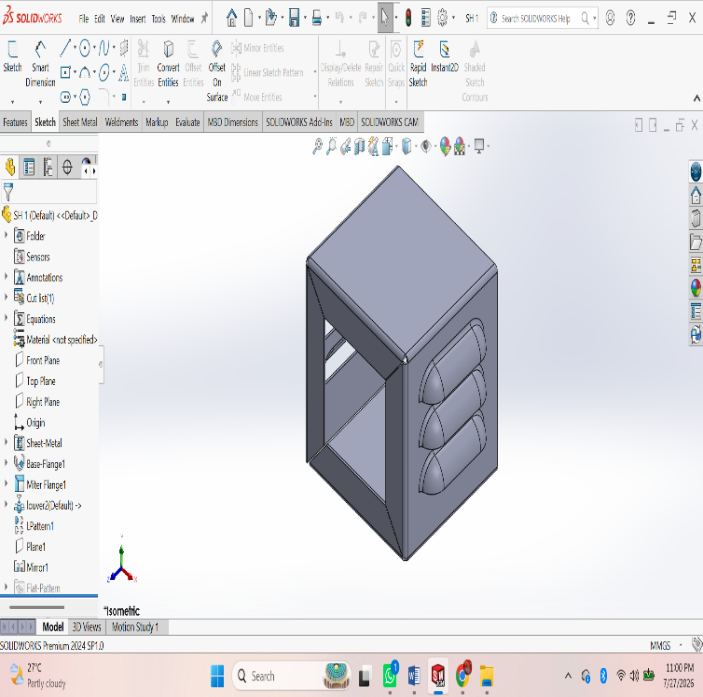 SOLIDWORKS File Edit View Insert Tools Window SH 1 Search SOLIDWORKS Help
Sketch Smart Dimension Trim Entities Convert Entities Offset Entities Offset On Surface Mirror Entities Linear Sketch Pattern Move Entities Display/Delete Relations Repair Sketch Quick Snaps Rapid Sketch Instant2D Shaded Sketch Contours
Features Sketch Sheet Metal Weldments Markup Evaluate MBD Dimensions SOLIDWORKS Add-Ins MBD SOLIDWORKS CAM
SH 1 (Default) <<Default>_D
Folder
Sensors
Annotations
Cut list(1)
Equations
Material <not specified>
Front Plane
Top Plane
Right Plane
Origin
Sheet-Metal
Base-Flange1
Miter Flange1
louver2(Default) ->
LPattern1
Plane1
Mirror1
Flat-Pattern
*Isometric
Model 3D Views Motion Study 1
SOLIDWORKS Premium 2024 SP1.0 MMGS
27°C
Partly cloudy
Search
1
11:00 PM
7/27/2026